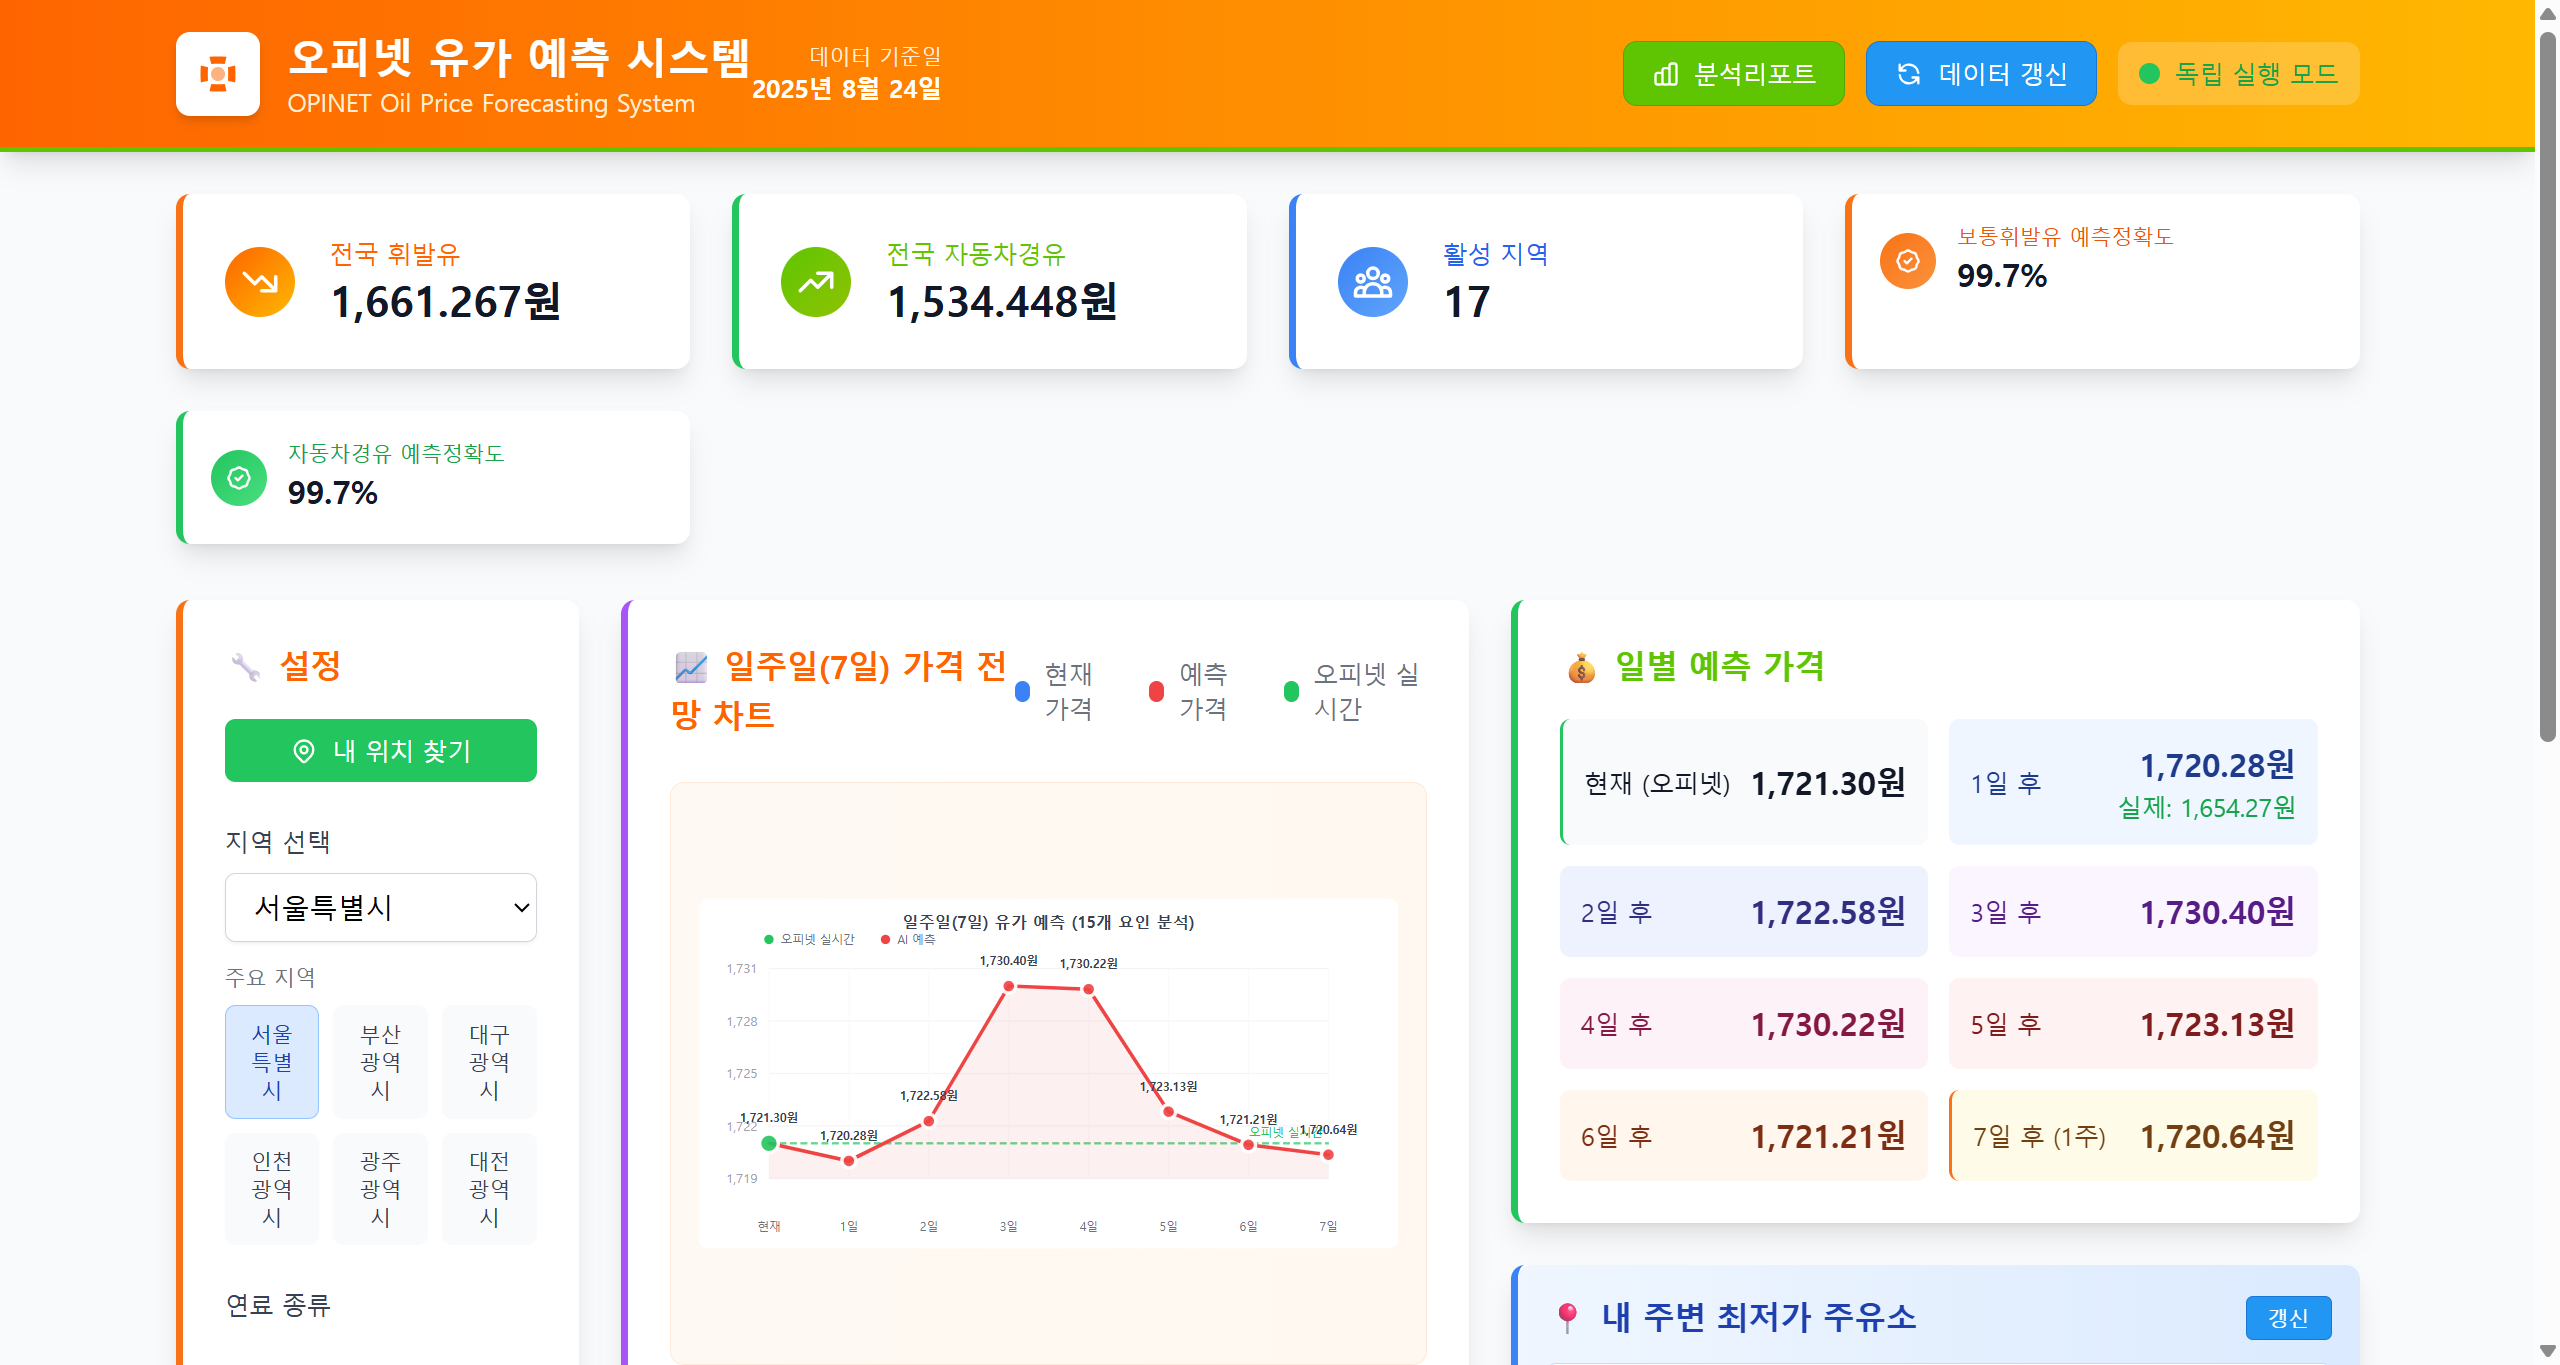 오피넷 유가 예측 시스템
OPINET Oil Price Forecasting System
데이터 기준일
2025년 8월 24일
분석리포트
데이터 갱신
독립 실행 모드
전국 휘발유
1,661.267원
전국 자동차경유
1,534.448원
활성 지역
17
보통휘발유 예측정확도
99.7%
자동차경유 예측정확도
99.7%
설정
내 위치 찾기
지역 선택
서울특별시
주요 지역
서울
특별
시
부산
광역
시
대구
광역
시
인천
광역
시
광주
광역
시
대전
광역
시
연료 종류
일주일(7일) 가격 전
망 차트
현재
가격
예측
가격
오피넷 실
시간
일주일(7일) 유가 예측 (15개 요인 분석)
오피넷 실시간
AI 예측
1,731
1,728
1,725
1,722
1,719
1,721.30원
1,720.28원
1,722.58원
1,730.40원
1,730.22원
1,723.13원
1,721.21원
1,720.64원
오피넷 실시간
현재
1일
2일
3일
4일
5일
6일
7일
일별 예측 가격
현재 (오피넷) 1,721.30원
1일 후 1,720.28원
실제: 1,654.27원
2일 후 1,722.58원
3일 후 1,730.40원
4일 후 1,730.22원
5일 후 1,723.13원
6일 후 1,721.21원
7일 후 (1주) 1,720.64원
내 주변 최저가 주유소
갱신